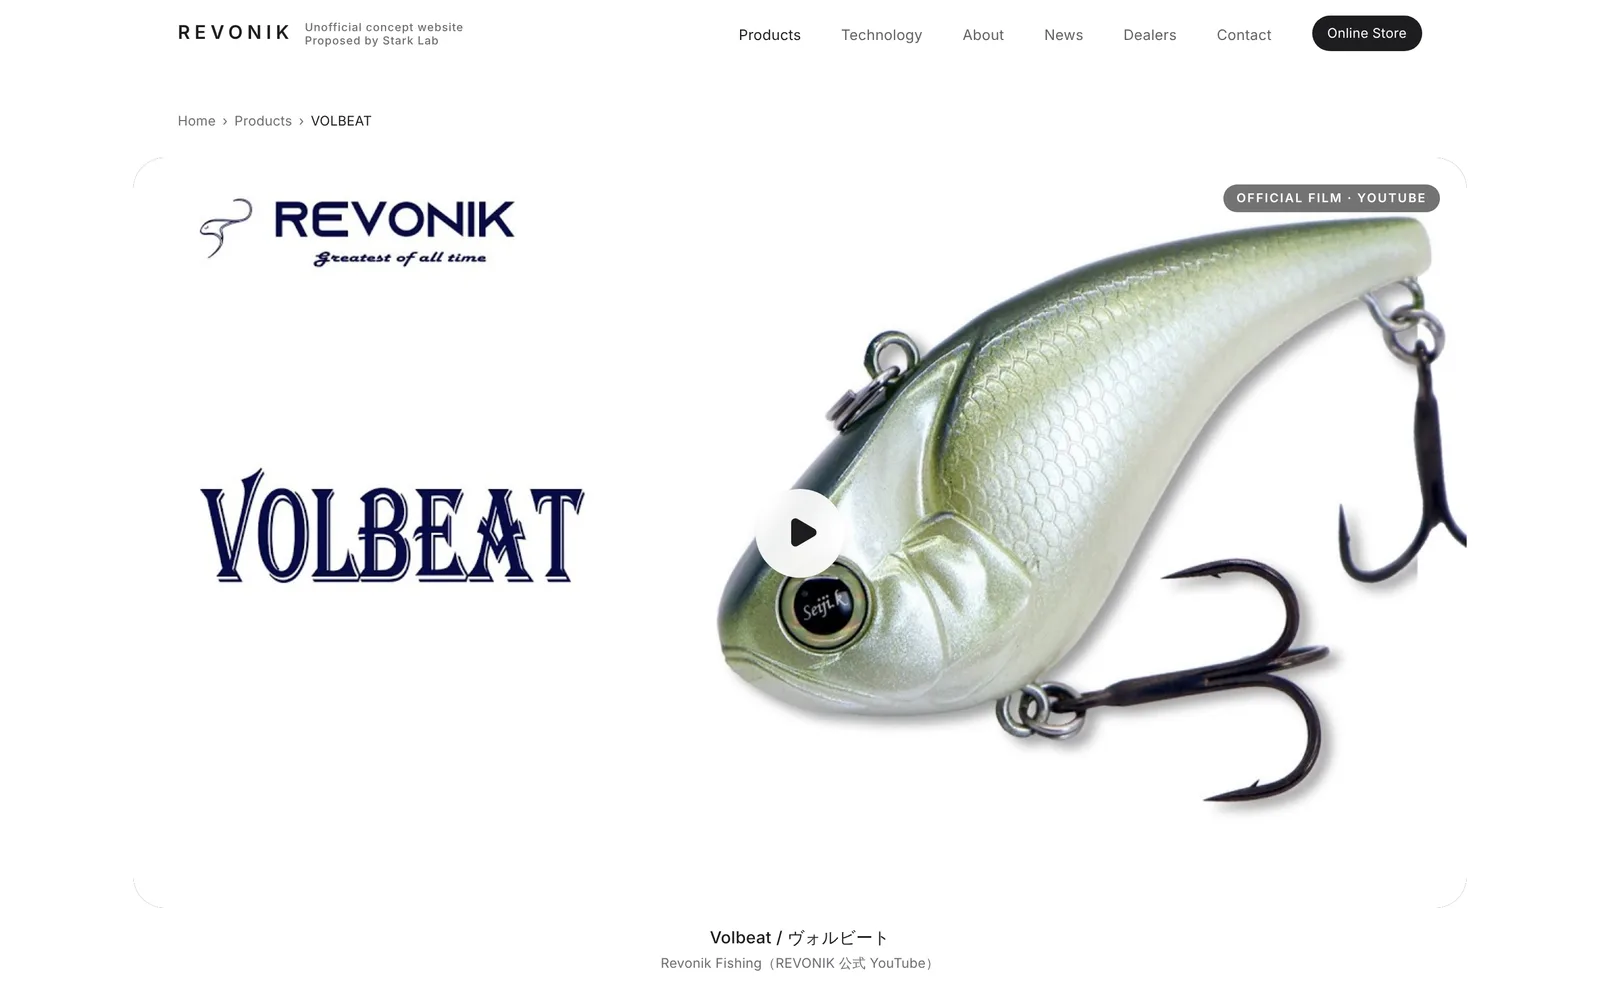 REVONIK
Unofficial concept website
Proposed by Stark Lab
Products
Technology
About
News
Dealers
Contact
Online Store
Home › Products › VOLBEAT
OFFICIAL FILM · YOUTUBE
REVONIK
Greatest of all time
VOLBEAT
Seiji.k
Volbeat / ヴォルビート
Revonik Fishing（REVONIK 公式 YouTube）